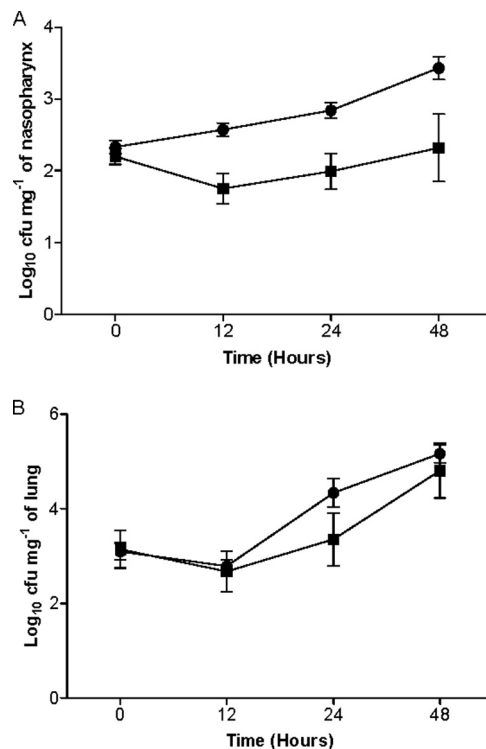 A
Log₁₀ cfu mg⁻¹ of nasopharynx
4
3
2
1
0
0 12 24 48
Time (Hours)
B
Log₁₀ cfu mg⁻¹ of lung
6
4
2
0
0 12 24 48
Time (Hours)